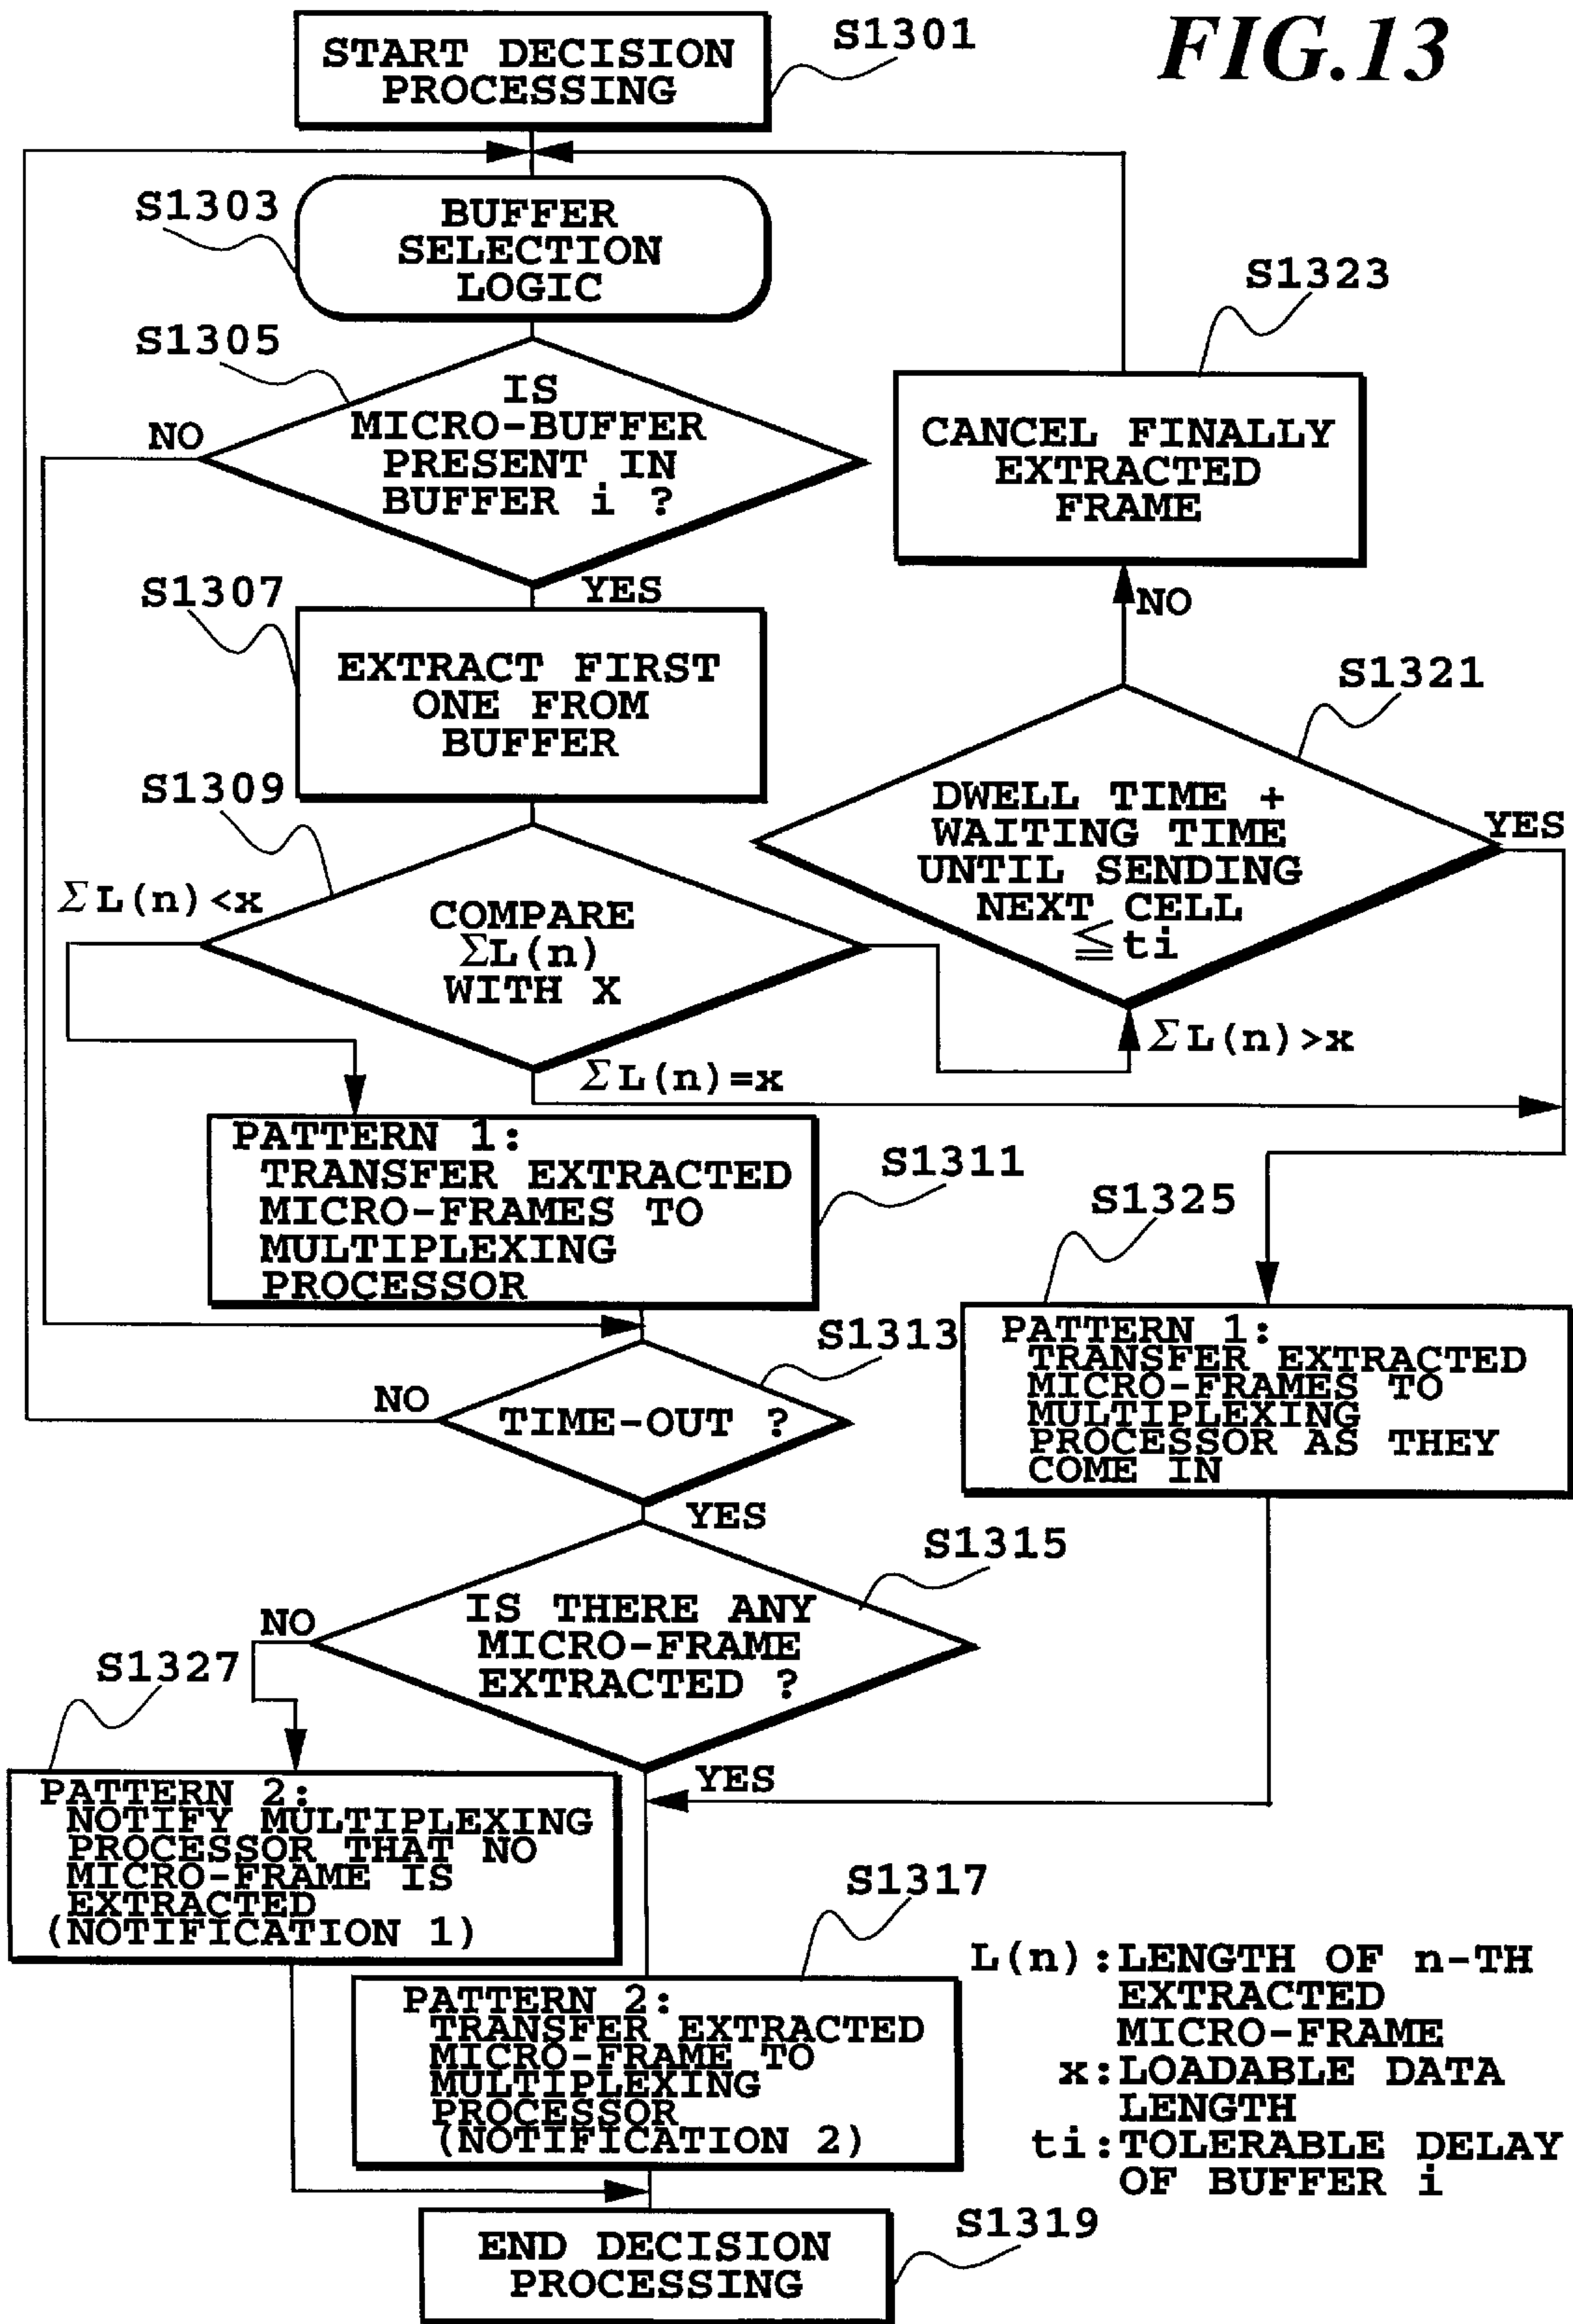 FIG.13
S1301
START DECISION
PROCESSING
S1303
BUFFER
SELECTION
LOGIC
S1305
IS
MICRO-BUFFER
PRESENT IN
BUFFER i ?
NO
YES
S1307
EXTRACT FIRST
ONE FROM
BUFFER
S1309
COMPARE
ΣL(n)
WITH X
ΣL(n)<x
ΣL(n)=x
ΣL(n)>x
S1323
CANCEL FINALLY
EXTRACTED
FRAME
NO
S1321
DWELL TIME +
WAITING TIME
UNTIL SENDING
NEXT CELL
≦ti
YES
PATTERN 1:
TRANSFER EXTRACTED
MICRO-FRAMES TO
MULTIPLEXING
PROCESSOR
S1311
S1325
PATTERN 1:
TRANSFER EXTRACTED
MICRO-FRAMES TO
MULTIPLEXING
PROCESSOR AS THEY
COME IN
S1313
NO
TIME-OUT ?
YES
S1315
IS THERE ANY
MICRO-FRAME
EXTRACTED ?
NO
YES
S1327
PATTERN 2:
NOTIFY MULTIPLEXING
PROCESSOR THAT NO
MICRO-FRAME IS
EXTRACTED
(NOTIFICATION 1)
S1317
PATTERN 2:
TRANSFER EXTRACTED
MICRO-FRAME TO
MULTIPLEXING
PROCESSOR
(NOTIFICATION 2)
L(n):LENGTH OF n-TH
EXTRACTED
MICRO-FRAME
x:LOADABLE DATA
LENGTH
ti:TOLERABLE DELAY
OF BUFFER i
S1319
END DECISION
PROCESSING